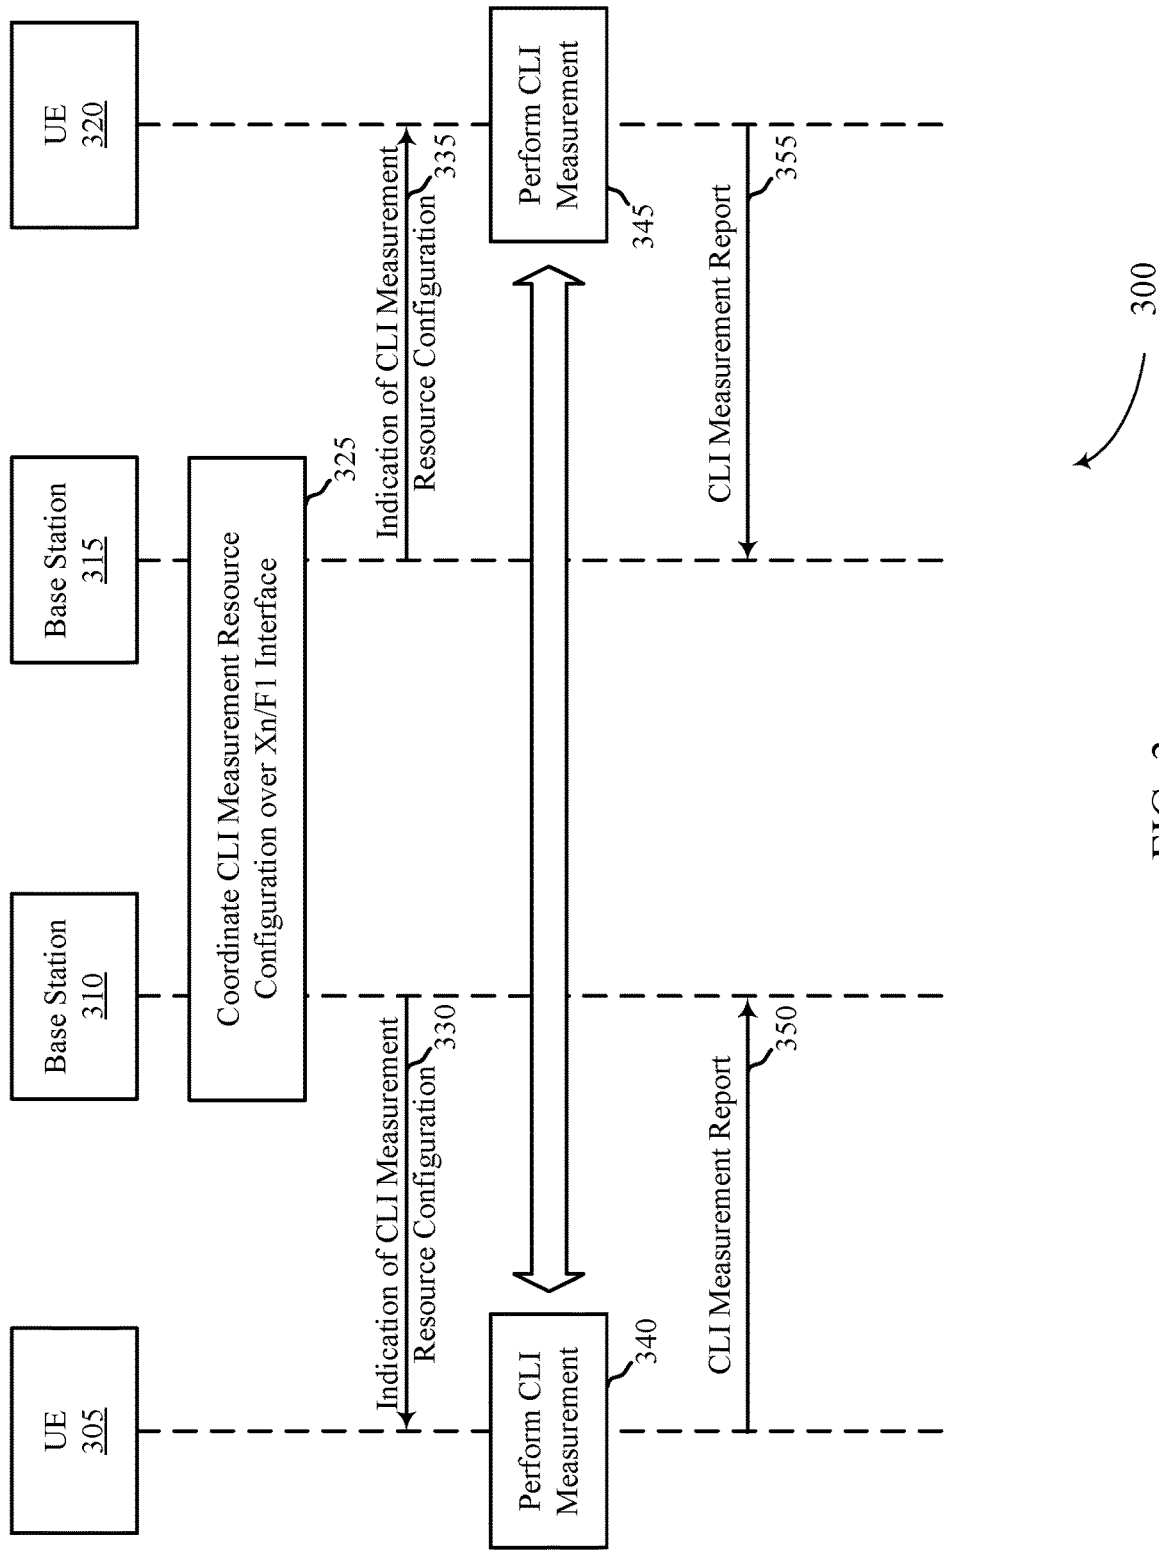 UE
305
Base Station
310
Base Station
315
UE
320
Coordinate CLI Measurement Resource
Configuration over Xn/F1 Interface
325
Indication of CLI Measurement
330
Resource Configuration
Indication of CLI Measurement
335
Resource Configuration
Perform CLI
Measurement
340
Perform CLI
Measurement
345
CLI Measurement Report
350
CLI Measurement Report
355
300